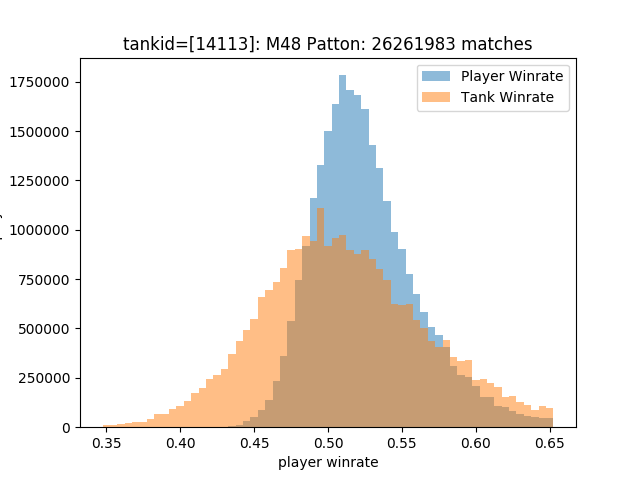 tankid=[14113]: M48 Patton: 26261983 matches
Player Winrate
Tank Winrate
1750000
1500000
1250000
1000000
750000
500000
250000
0
0.35 0.40 0.45 0.50 0.55 0.60 0.65
player winrate